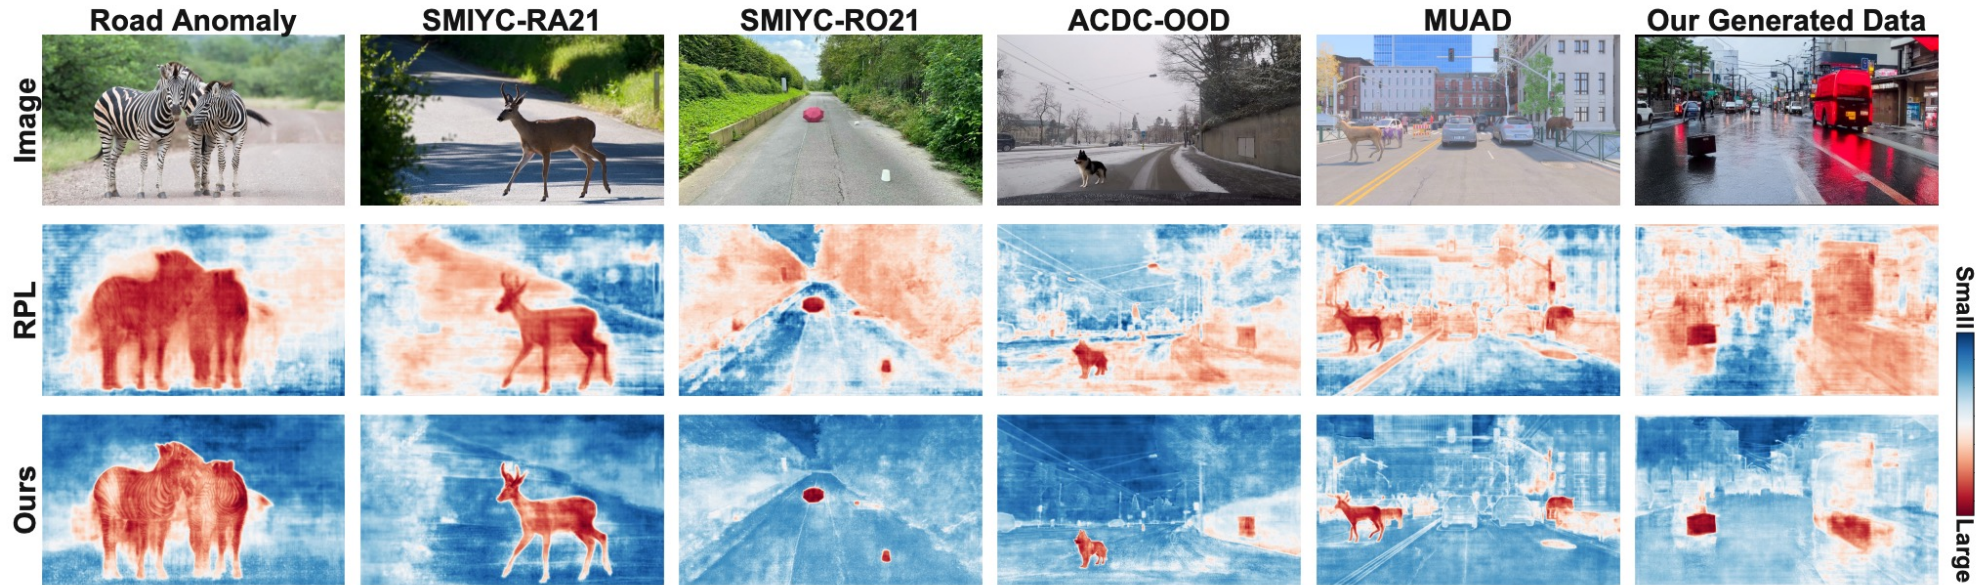 Road Anomaly
SMIYC-RA21
SMIYC-RO21
ACDC-OOD
MUAD
Our Generated Data
Image
RPL
Ours
Small
Large